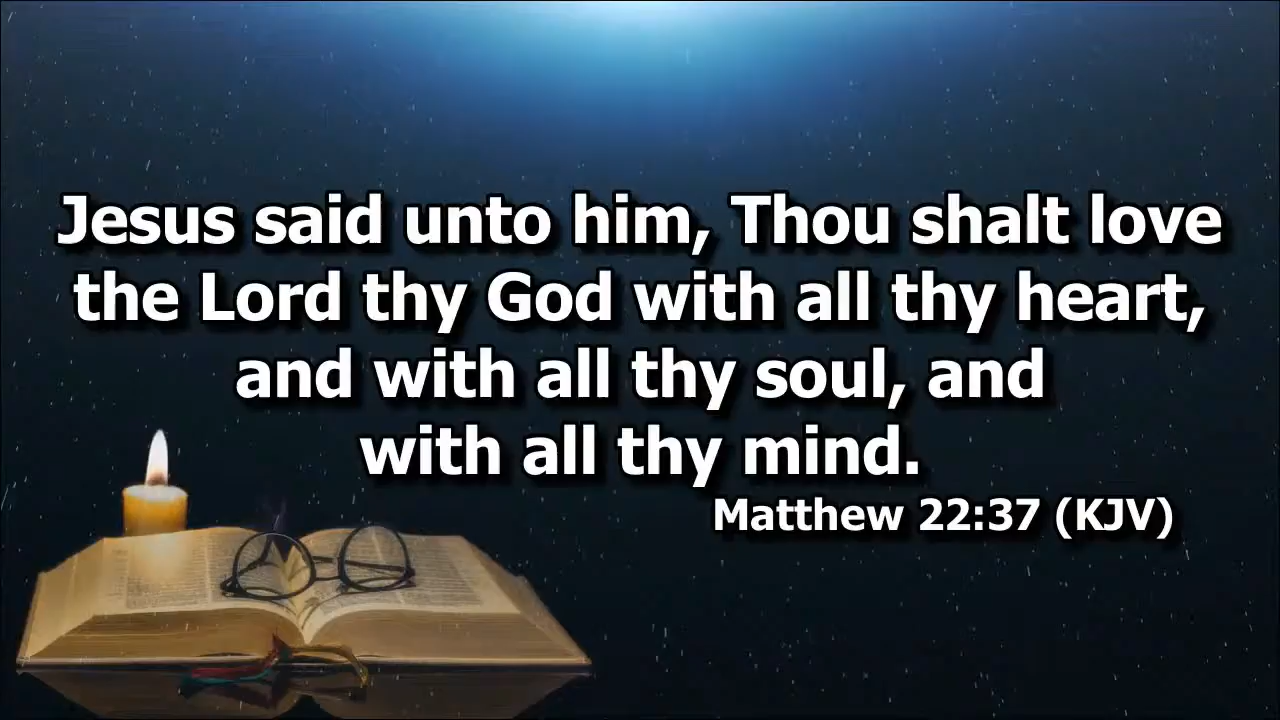 Jesus said unto him, Thou shalt love
the Lord thy God with all thy heart,
and with all thy soul, and
with all thy mind.
Matthew 22:37 (KJV)